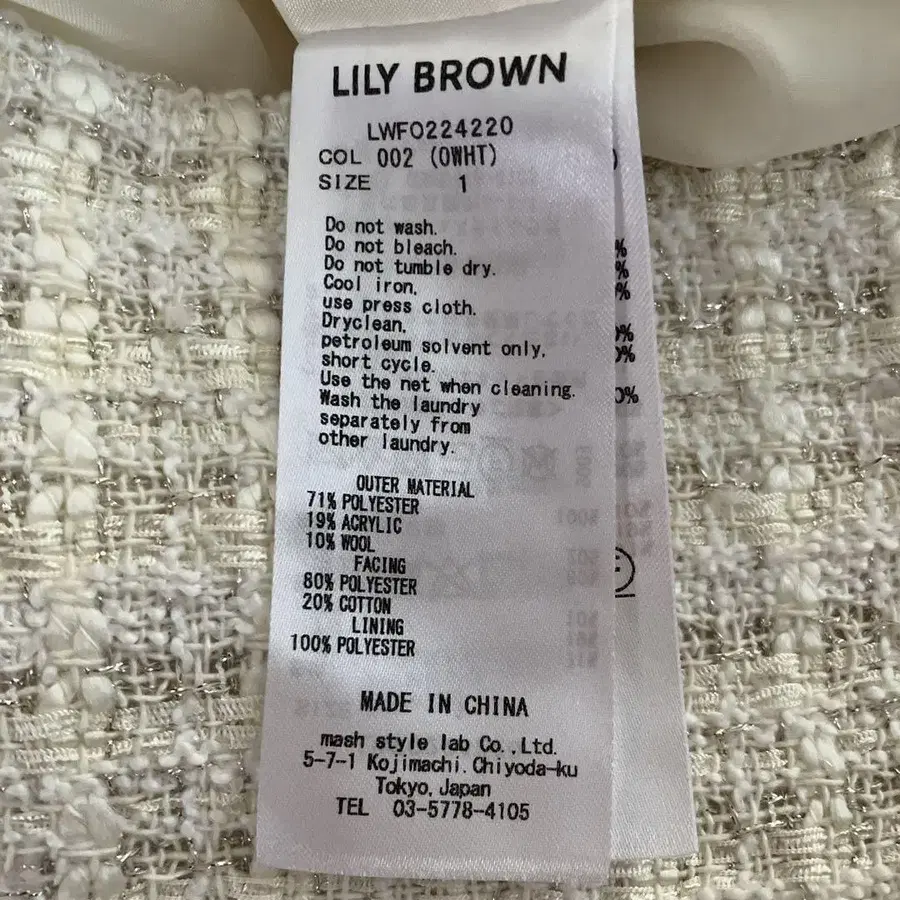 LILY BROWN
LWFO224220
COL 002 (OWHT)
SIZE 1
Do not wash.
Do not bleach.
Do not tumble dry.
Cool iron,
use press cloth.
Dryclean,
petroleum solvent only,
short cycle.
Use the net when cleaning.
Wash the laundry
separately from
other laundry.
OUTER MATERIAL
71% POLYESTER
19% ACRYLIC
10% WOOL
FACING
80% POLYESTER
20% COTTON
LINING
100% POLYESTER
MADE IN CHINA
mash style lab Co.,Ltd.
5-7-1 Kojimachi.Chiyoda-ku
Tokyo, Japan
TEL 03-5778-4105